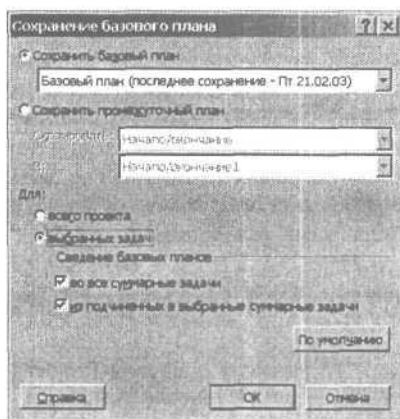 Сохранение базового плана
Сохранить базовый план
Базовый план (последнее сохранение - Пт 21.02.03)
Сохранить промежуточный план
Скопировать: Начало/окончание
В: Начало/окончание1
Для:
всего проекта
выбранных задач
Сведение базовых планов
во все суммарные задачи
из подчиненных в выбранные суммарные задачи
По умолчанию
Справка
ОК
Отмена